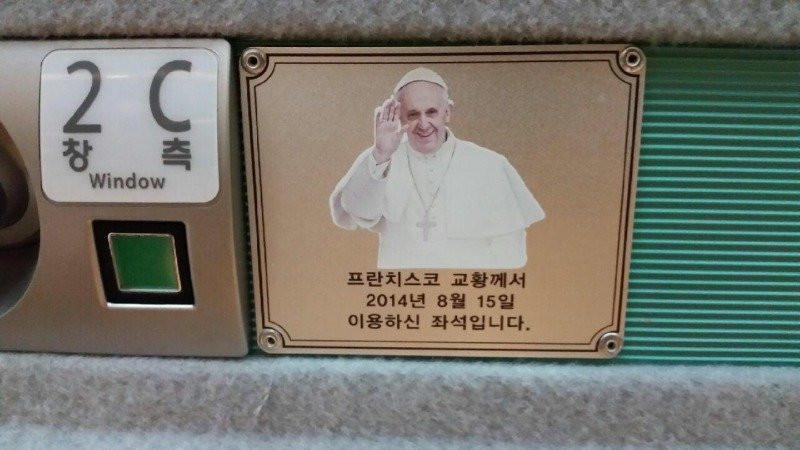 2 C
창 측
Window
프란치스코 교황께서
2014년 8월 15일
이용하신 좌석입니다.